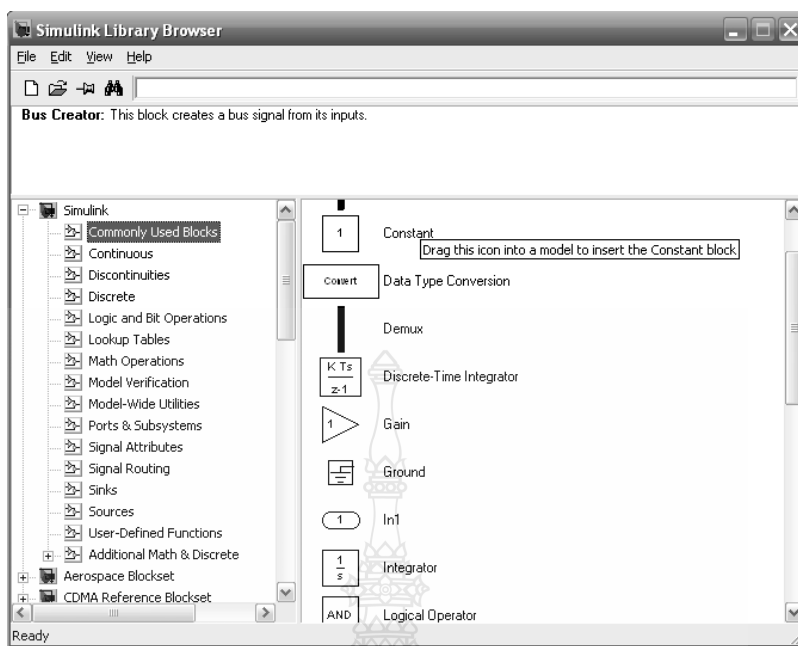 Simulink Library Browser
File Edit View Help
Bus Creator: This block creates a bus signal from its inputs.
Simulink
Commonly Used Blocks
Continuous
Discontinuities
Discrete
Logic and Bit Operations
Lookup Tables
Math Operations
Model Verification
Model-Wide Utilities
Ports & Subsystems
Signal Attributes
Signal Routing
Sinks
Sources
User-Defined Functions
Additional Math & Discrete
Aerospace Blockset
CDMA Reference Blockset
1 Constant
Drag this icon into a model to insert the Constant block
Convert Data Type Conversion
Demux
K Ts
z-1
Discrete-Time Integrator
1 Gain
Ground
1 In1
1
s
Integrator
AND Logical Operator
Ready